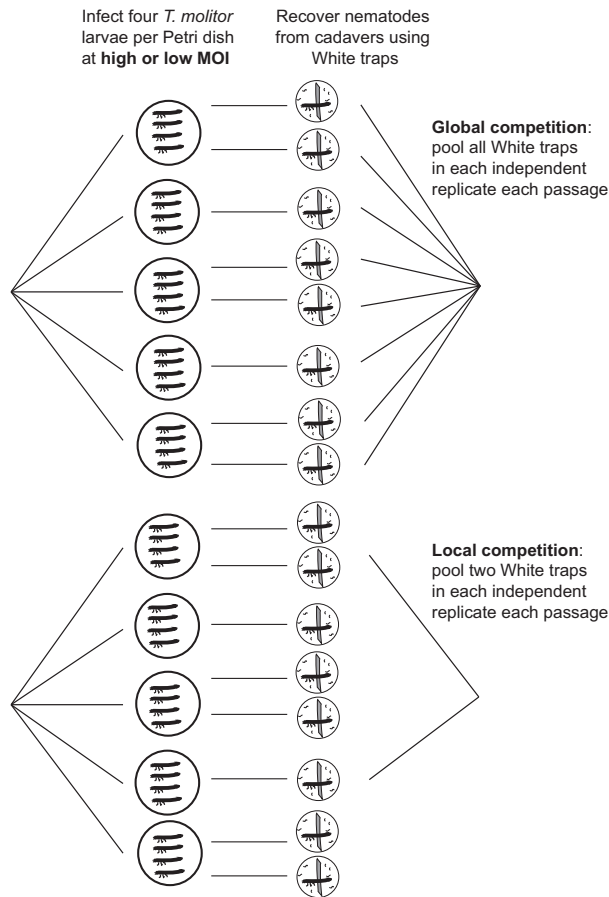 Infect four T. molitor
larvae per Petri dish
at high or low MOI
Recover nematodes
from cadavers using
White traps
Global competition:
pool all White traps
in each independent
replicate each passage
Local competition:
pool two White traps
in each independent
replicate each passage